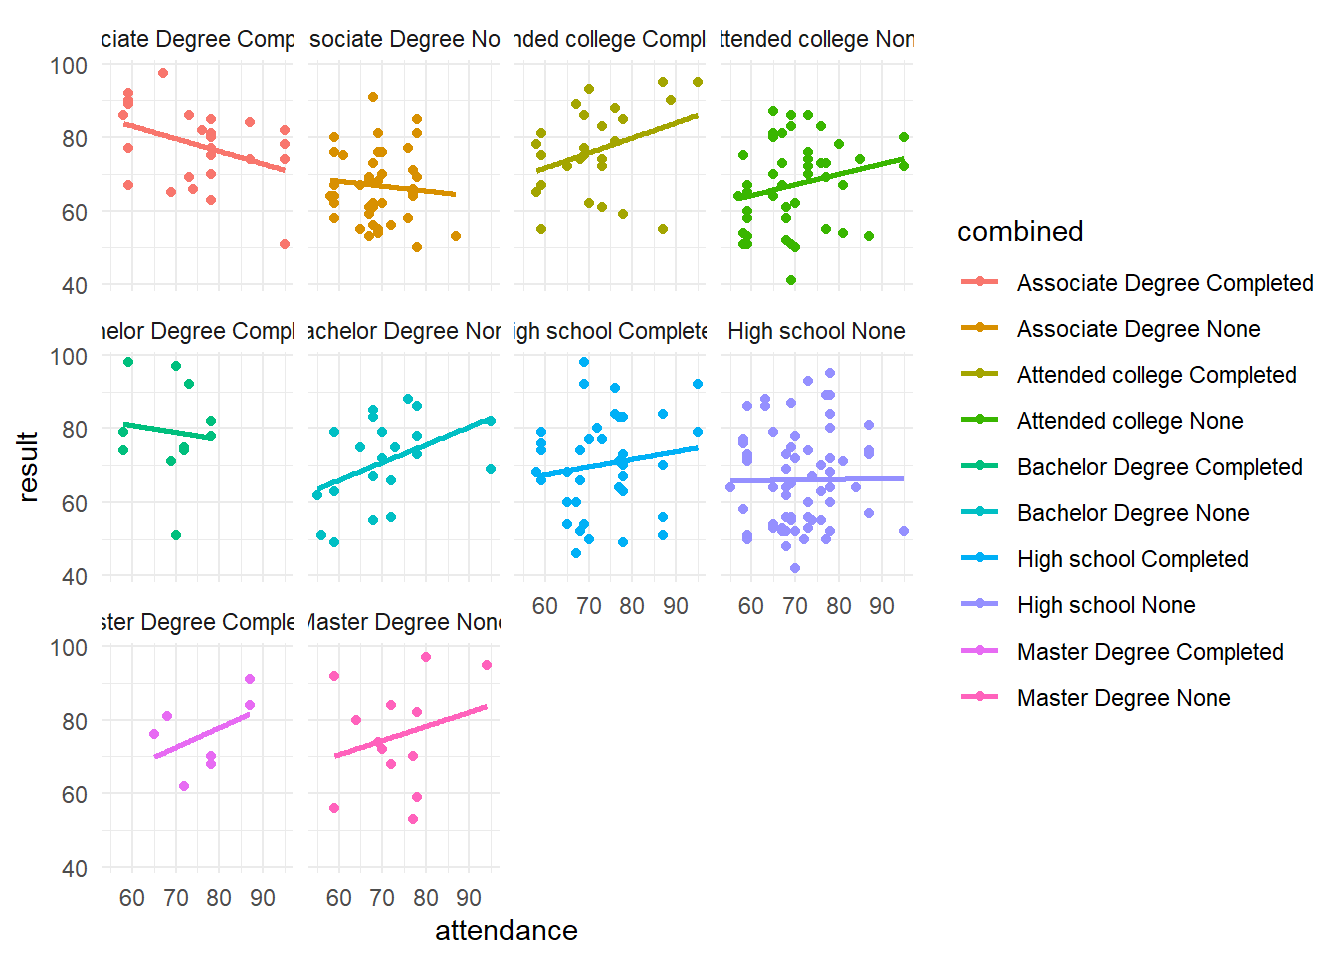 ciate Degree Comp
sociate Degree No
nded college Compl
ttended college Non
100
80
60
40
helor Degree Compl
achelor Degree Non
igh school Complete
High school None
100
80
60
40
60 70 80 90
60 70 80 90
ster Degree Comple
Master Degree None
100
80
60
40
60 70 80 90
60 70 80 90
attendance
result
combined
Associate Degree Completed
Associate Degree None
Attended college Completed
Attended college None
Bachelor Degree Completed
Bachelor Degree None
High school Completed
High school None
Master Degree Completed
Master Degree None